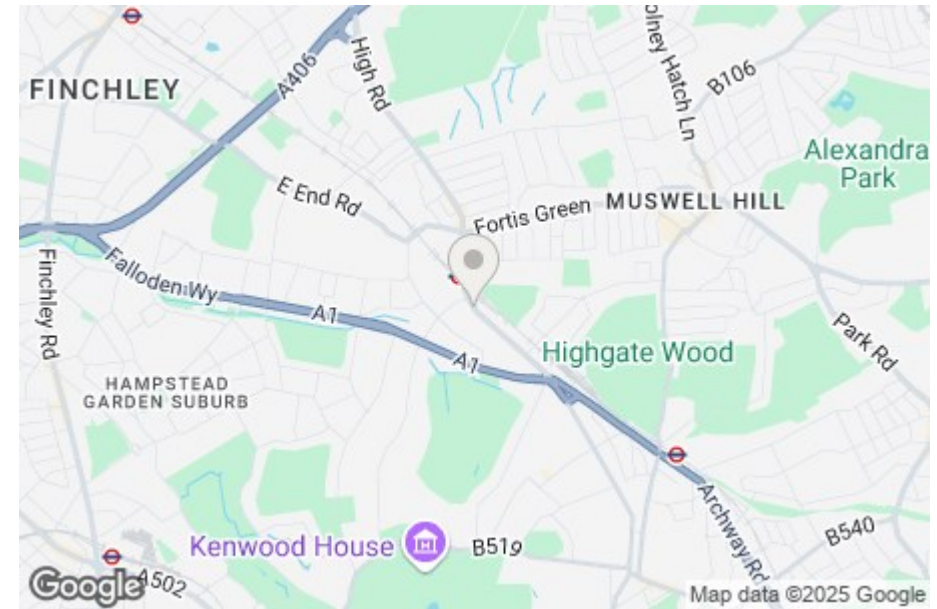 olney Hatch Ln
B106
High Rd
A406
FINCHLEY
Alexandra
Park
E End Rd
Fortis Green
MUSWELL HILL
Finchley Rd
Falloden Wy
A1
A1
Park Rd
Highgate Wood
HAMPSTEAD
GARDEN SUBURB
Archway Rd
B540
Kenwood House
B519
A502
Google
Map data ©2025 Google